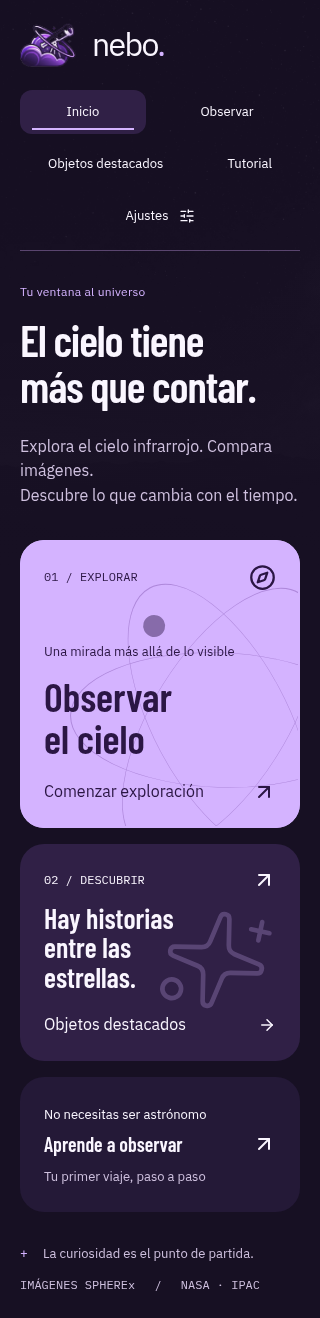 nebo.
Inicio
Observar
Objetos destacados
Tutorial
Ajustes
Tu ventana al universo
El cielo tiene
más que contar.
Explora el cielo infrarrojo. Compara
imágenes.
Descubre lo que cambia con el tiempo.
01 / EXPLORAR
Una mirada más allá de lo visible
Observar
el cielo
Comenzar exploración
02 / DESCUBRIR
Hay historias
entre las
estrellas.
Objetos destacados
No necesitas ser astrónomo
Aprende a observar
Tu primer viaje, paso a paso
+ La curiosidad es el punto de partida.
IMÁGENES SPHEREx / NASA · IPAC